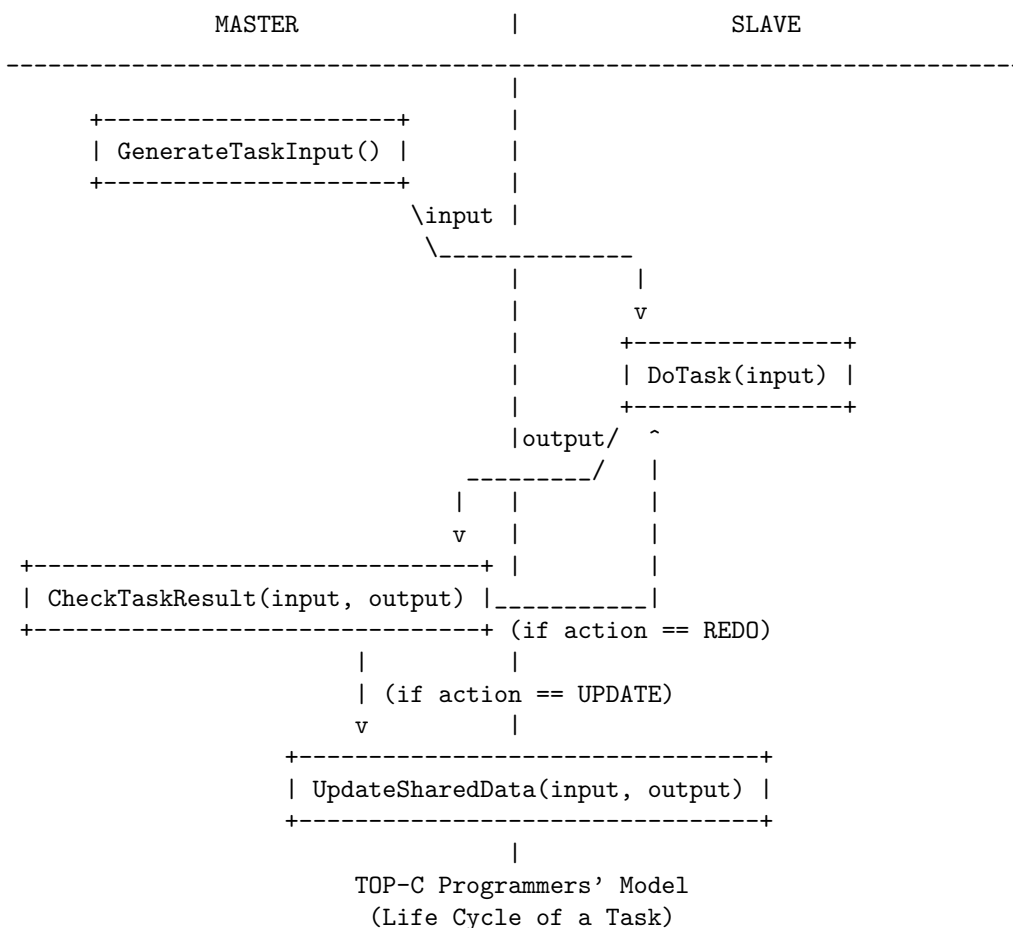 MASTER | SLAVE
GenerateTaskInput()
input
DoTask(input)
output
CheckTaskResult(input, output)
(if action == REDO)
(if action == UPDATE)
UpdateSharedData(input, output)
TOP-C Programmers' Model
(Life Cycle of a Task)